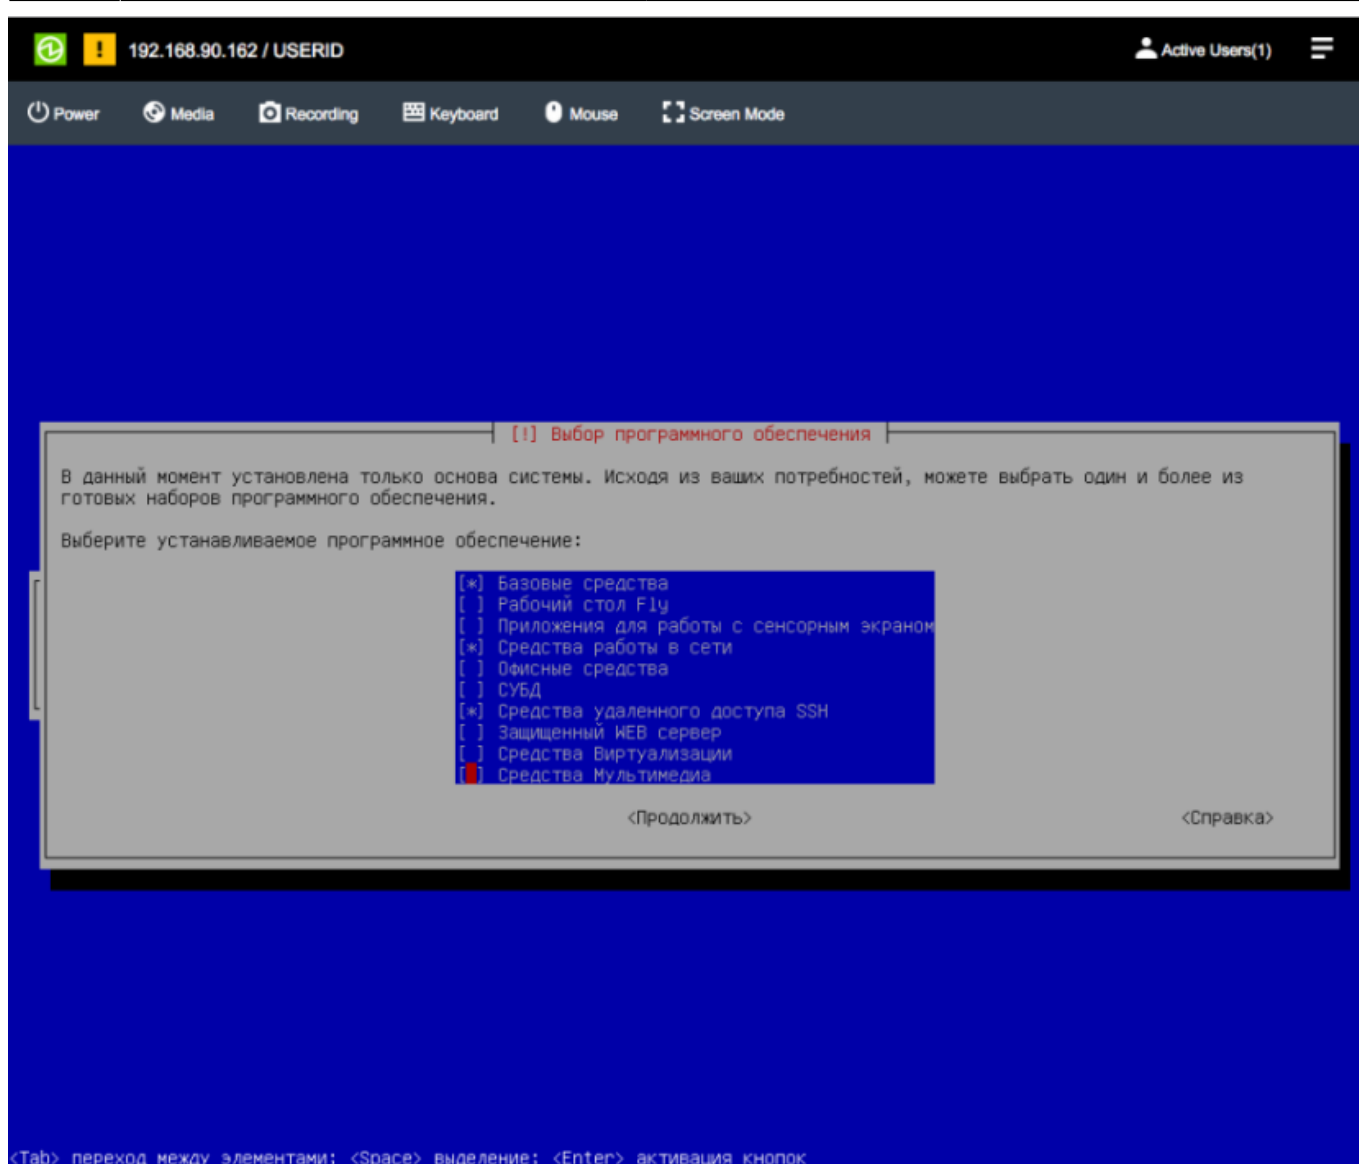 ! 192.168.90.162 / USERID Active Users(1)
Power Media Recording Keyboard Mouse Screen Mode
[!] Выбор программного обеспечения
В данный момент установлена только основа системы. Исходя из ваших потребностей, можете выбрать один и более из
готовых наборов программного обеспечения.
Выберите устанавливаемое программное обеспечение:
[*] Базовые средства
[ ] Рабочий стол Fly
[ ] Приложения для работы с сенсорным экраном
[*] Средства работы в сети
[ ] Офисные средства
[ ] СУБД
[*] Средства удаленного доступа SSH
[ ] Защищенный WEB сервер
[ ] Средства Виртуализации
[ ] Средства Мультимедиа
<Продолжить> <Справка>
<Tab> переход между элементами; <Space> выделение; <Enter> активация кнопок